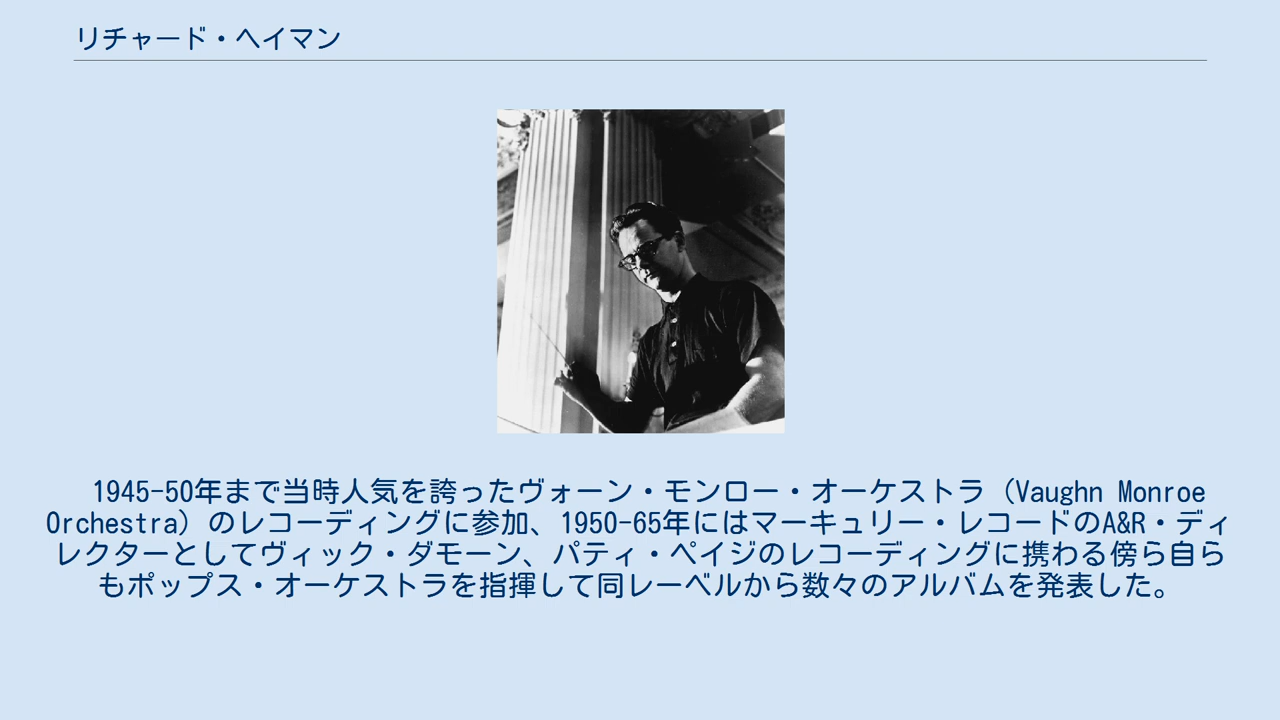 リチャード・ヘイマン
1945-50年まで当時人気を誇ったヴォーン・モンロー・オーケストラ（Vaughn Monroe
Orchestra）のレコーディングに参加、1950-65年にはマーキュリー・レコードのA&R・ディ
レクターとしてヴィック・ダモーン、パティ・ペイジのレコーディングに携わる傍ら自ら
もポップス・オーケストラを指揮して同レーベルから数々のアルバムを発表した。